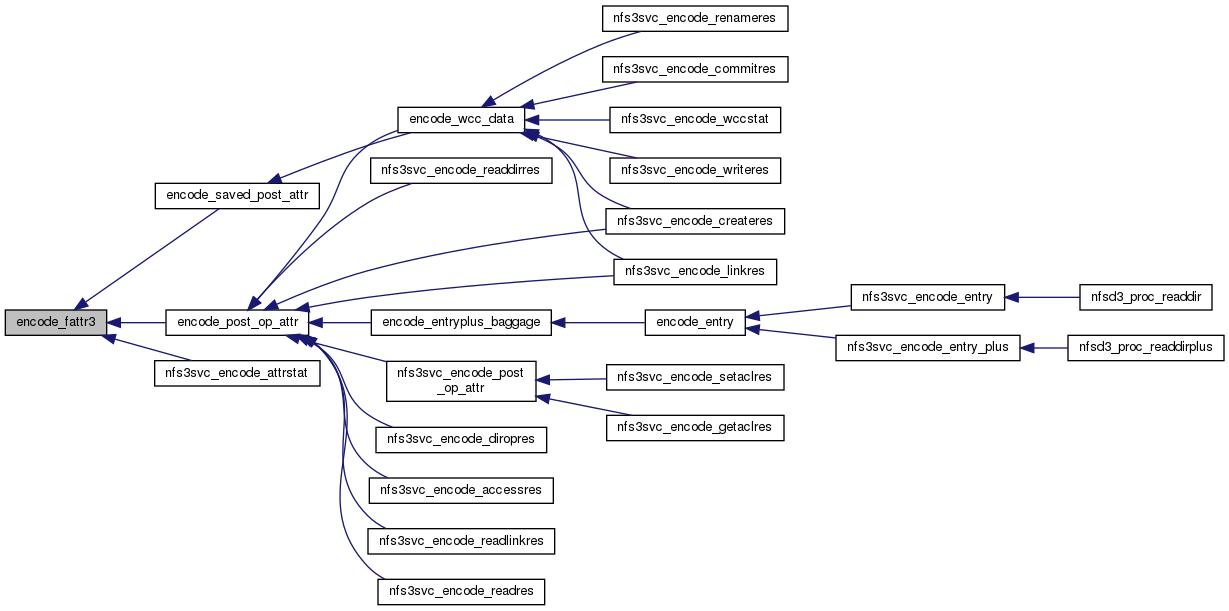 nfs3svc_encode_renameres
nfs3svc_encode_commitres
encode_wcc_data
nfs3svc_encode_wccstat
nfs3svc_encode_readdirres
nfs3svc_encode_writeres
encode_saved_post_attr
nfs3svc_encode_createres
nfs3svc_encode_linkres
nfs3svc_encode_entry
nfsd3_proc_readdir
encode_fattr3
encode_post_op_attr
encode_entryplus_baggage
encode_entry
nfs3svc_encode_entry_plus
nfsd3_proc_readdirplus
nfs3svc_encode_attrstat
nfs3svc_encode_post
_op_attr
nfs3svc_encode_setaclres
nfs3svc_encode_getaclres
nfs3svc_encode_diropres
nfs3svc_encode_accessres
nfs3svc_encode_readlinkres
nfs3svc_encode_readres